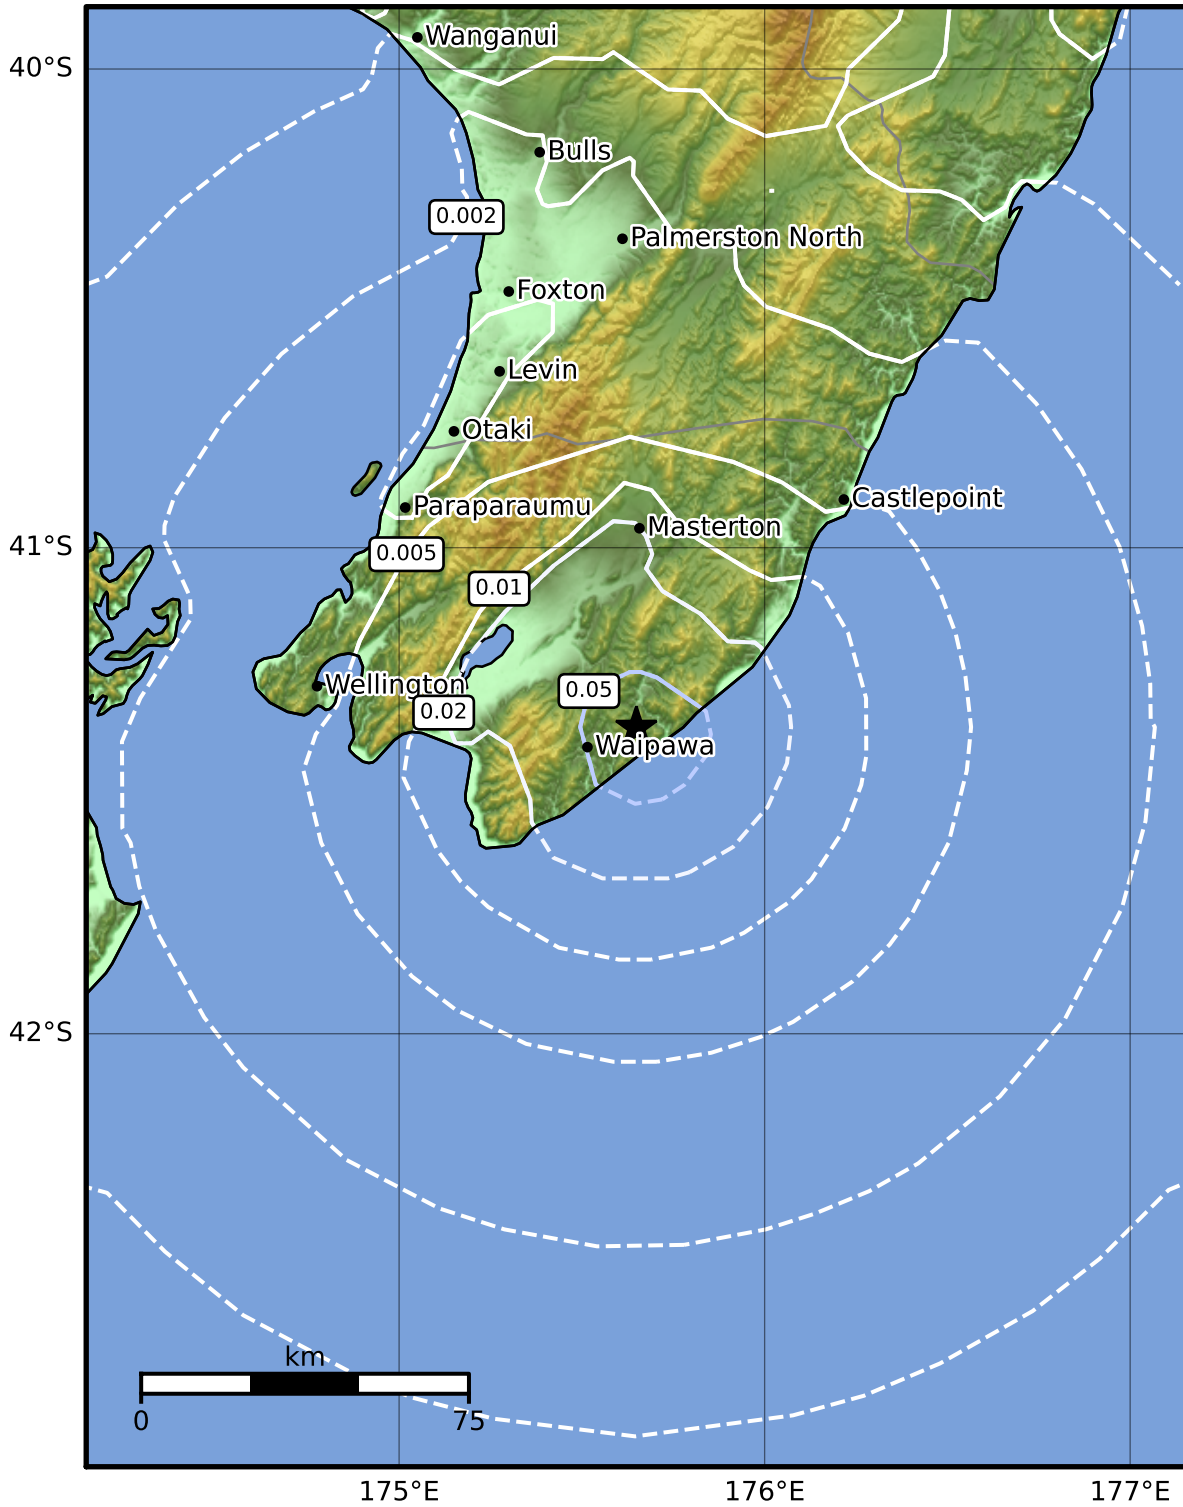 Wanganui
40°S
Bulls
0.002
Palmerston North
Foxton
Levin
Otaki
Castlepoint
Paraparaumu
Masterton
41°S
0.005
0.01
Wellington
0.05
0.02
Waipawa
42°S
km
0
75
175°E
176°E
177°E